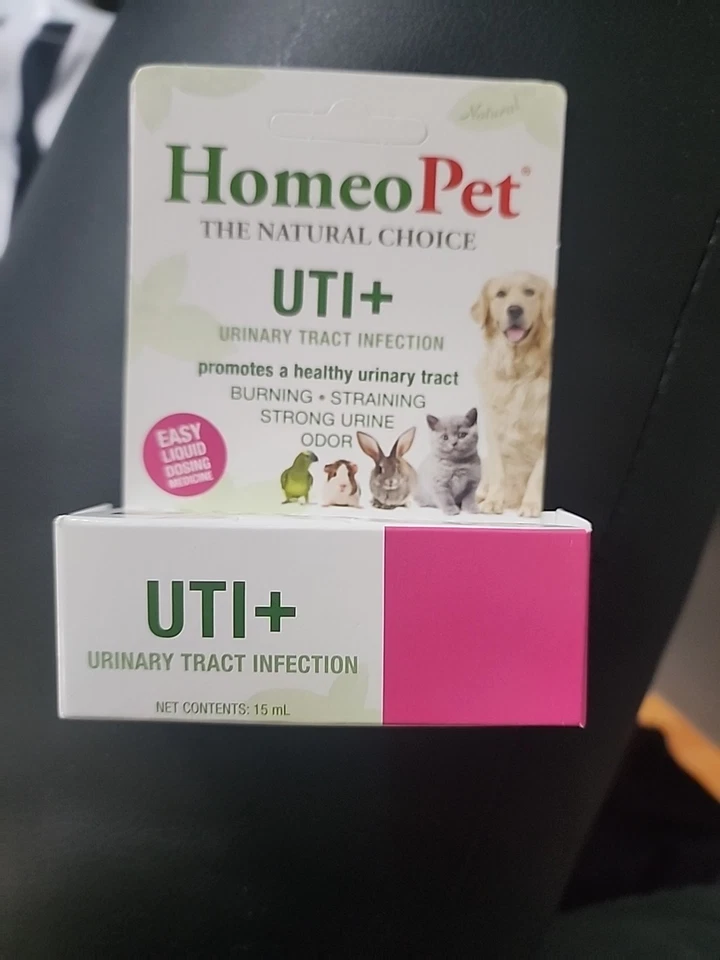 Natural
HomeoPet®
THE NATURAL CHOICE
UTI+
URINARY TRACT INFECTION
promotes a healthy urinary tract
BURNING • STRAINING
STRONG URINE
ODOR
EASY
LIQUID
DOSING
MEDICINE
UTI+
URINARY TRACT INFECTION
NET CONTENTS: 15 mL